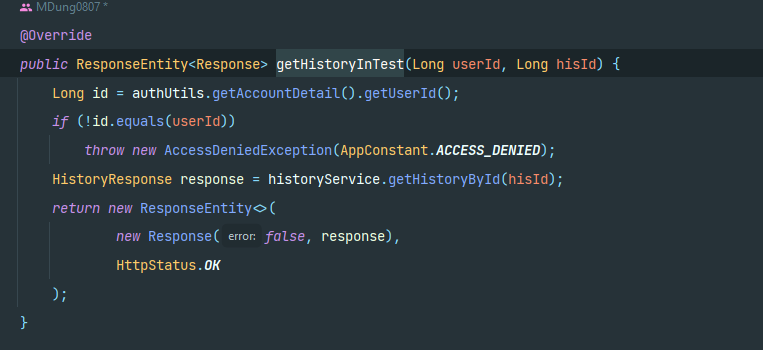 MDung0807 *
@Override
public ResponseEntity<Response> getHistoryInTest(Long userId, Long hisId) {
Long id = authUtils.getAccountDetail().getUserId();
if (!id.equals(userId))
throw new AccessDeniedException(AppConstant.ACCESS_DENIED);
HistoryResponse response = historyService.getHistoryById(hisId);
return new ResponseEntity<>(
new Response( error: false, response),
HttpStatus.OK
);
}